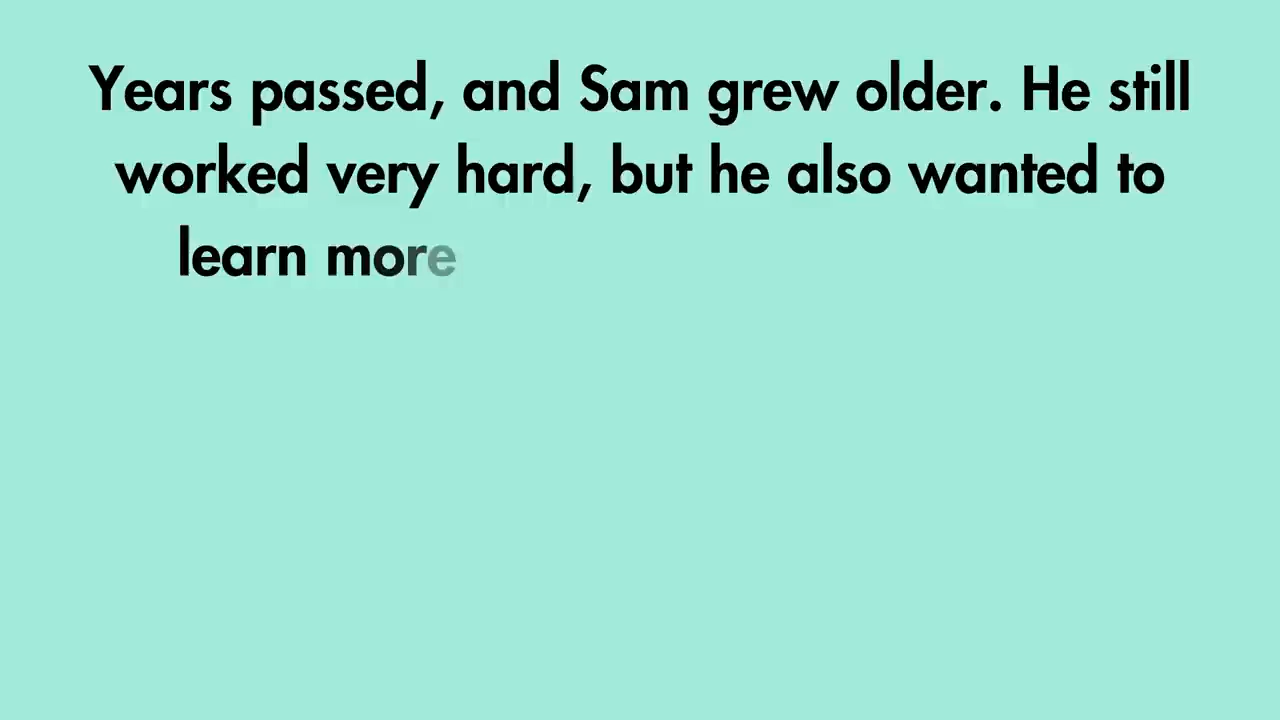 Years passed, and Sam grew older. He still
worked very hard, but he also wanted to
learn more